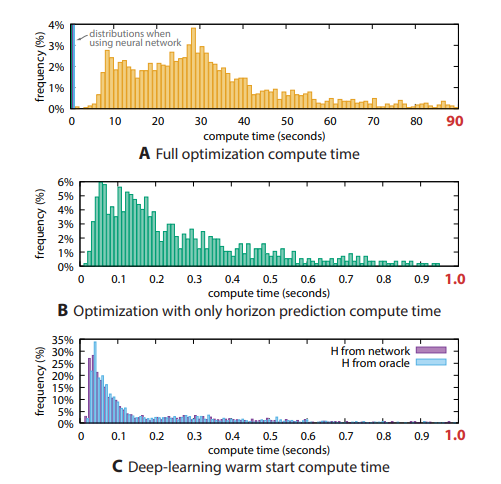 4%
3%
2%
1%
0%
frequency (%)
distributions when
using neural network
0 10 20 30 40 50 60 70 80 90
compute time (seconds)
A Full optimization compute time
6%
5%
4%
3%
2%
1%
0%
frequency (%)
0 0.1 0.2 0.3 0.4 0.5 0.6 0.7 0.8 0.9 1.0
compute time (seconds)
B Optimization with only horizon prediction compute time
35%
30%
25%
20%
15%
10%
5%
0%
frequency (%)
H from network
H from oracle
0 0.1 0.2 0.3 0.4 0.5 0.6 0.7 0.8 0.9 1.0
compute time (seconds)
C Deep-learning warm start compute time